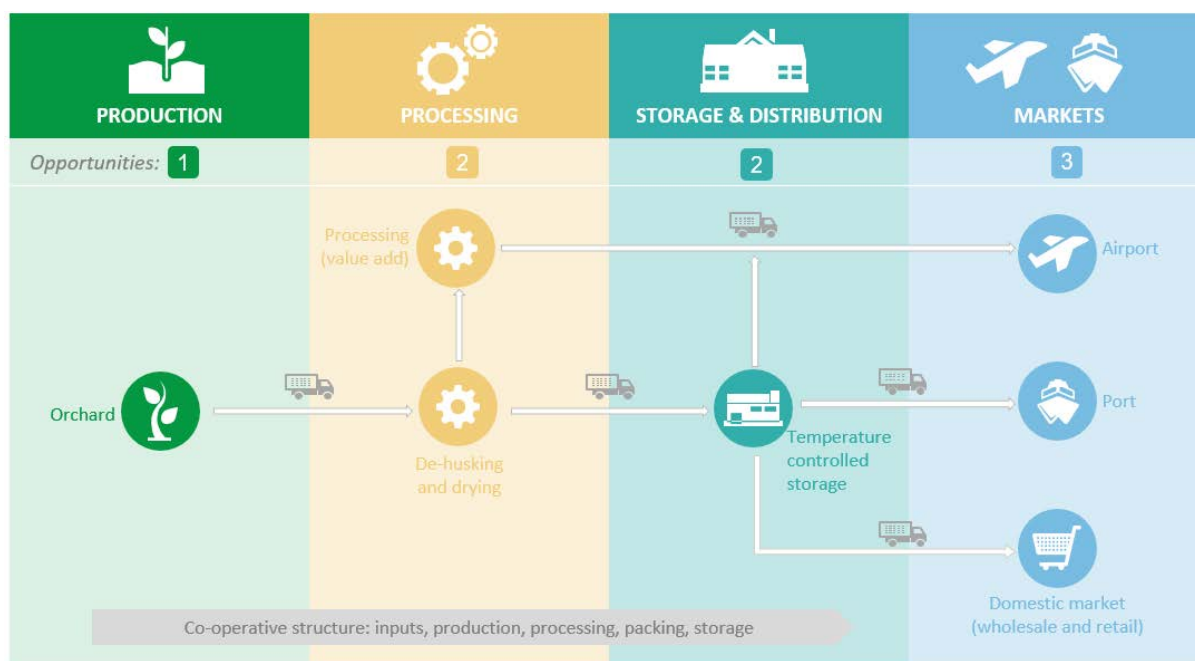 PRODUCTION
PROCESSING
STORAGE & DISTRIBUTION
MARKETS
Opportunities: 1
2
2
3
Processing
(value add)
Airport
Orchard
De-husking
and drying
Temperature
controlled
storage
Port
Domestic market
(wholesale and retail)
Co-operative structure: inputs, production, processing, packing, storage